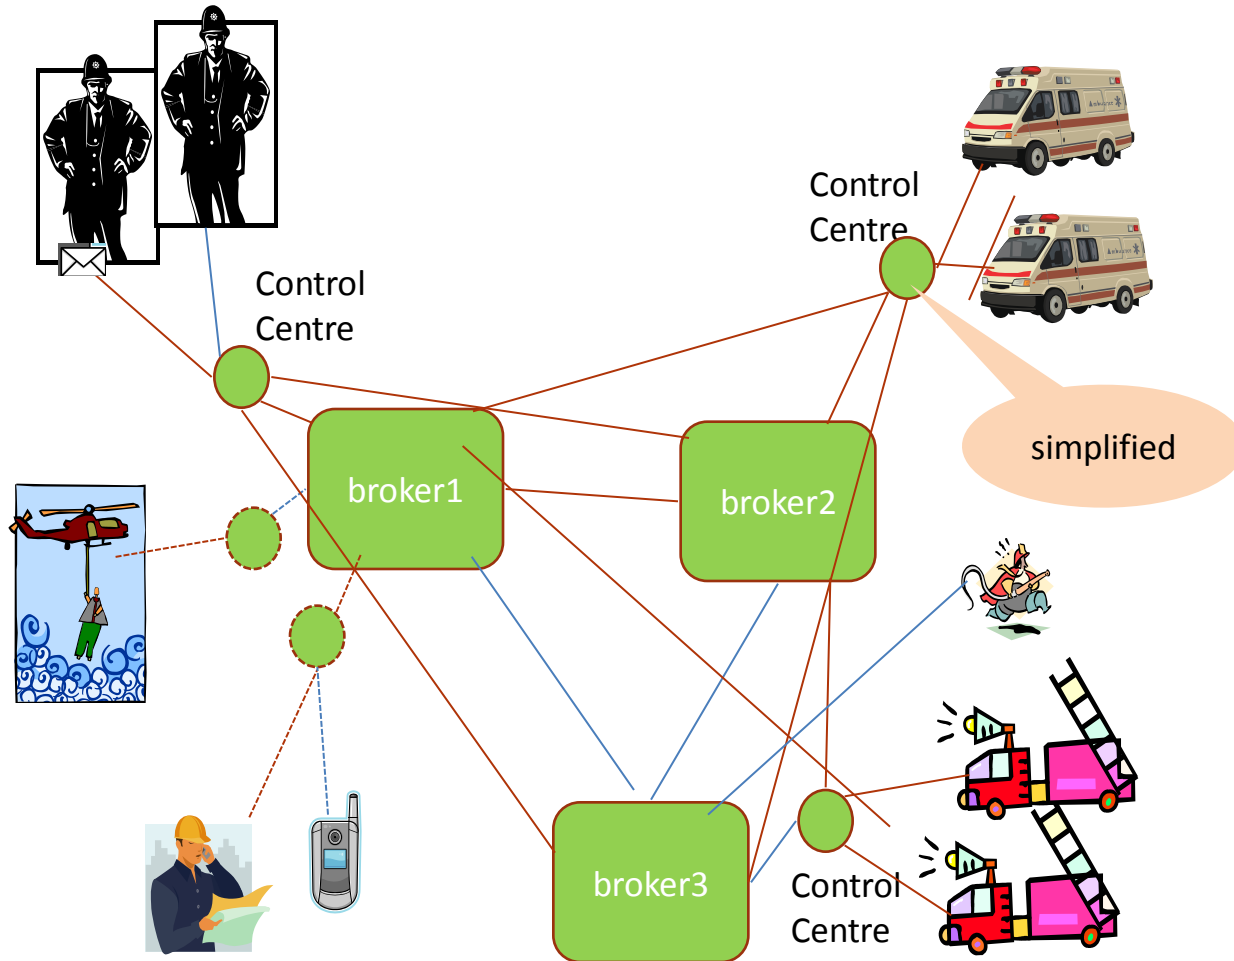 Control
Centre
Control
Centre
simplified
broker1
broker2
broker3
Control
Centre